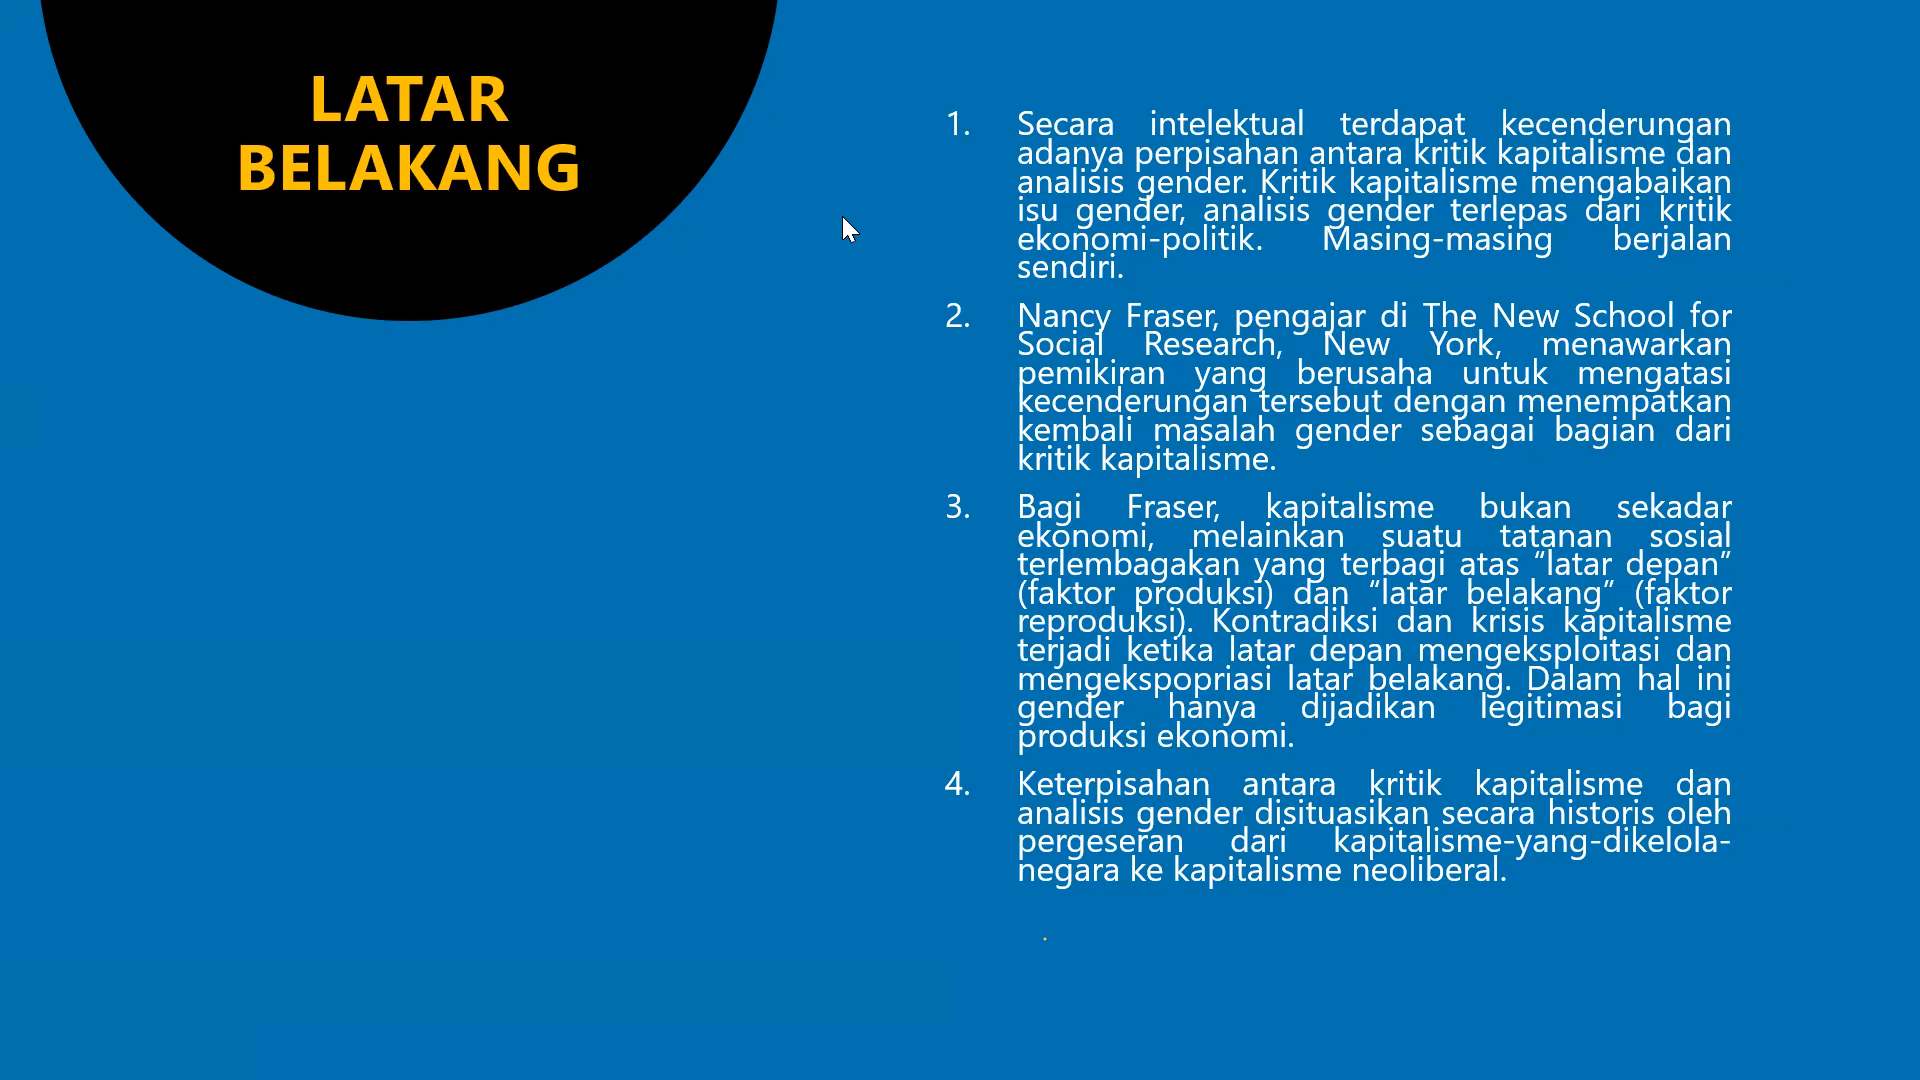 LATAR
BELAKANG
1. Secara intelektual terdapat kecenderungan
adanya perpisahan antara kritik kapitalisme dan
analisis gender. Kritik kapitalisme mengabaikan
isu gender, analisis gender terlepas dari kritik
ekonomi-politik. Masing-masing berjalan
sendiri.
2. Nancy Fraser, pengajar di The New School for
Social Research, New York, menawarkan
pemikiran yang berusaha untuk mengatasi
kecenderungan tersebut dengan menempatkan
kembali masalah gender sebagai bagian dari
kritik kapitalisme.
3. Bagi Fraser, kapitalisme bukan sekadar
ekonomi, melainkan suatu tatanan sosial
terlembagakan yang terbagi atas “latar depan”
(faktor produksi) dan “latar belakang” (faktor
reproduksi). Kontradiksi dan krisis kapitalisme
terjadi ketika latar depan mengeksploitasi dan
mengekspopriasi latar belakang. Dalam hal ini
gender hanya dijadikan legitimasi bagi
produksi ekonomi.
4. Keterpisahan antara kritik kapitalisme dan
analisis gender disituasikan secara historis oleh
pergeseran dari kapitalisme-yang-dikelola-
negara ke kapitalisme neoliberal.
.